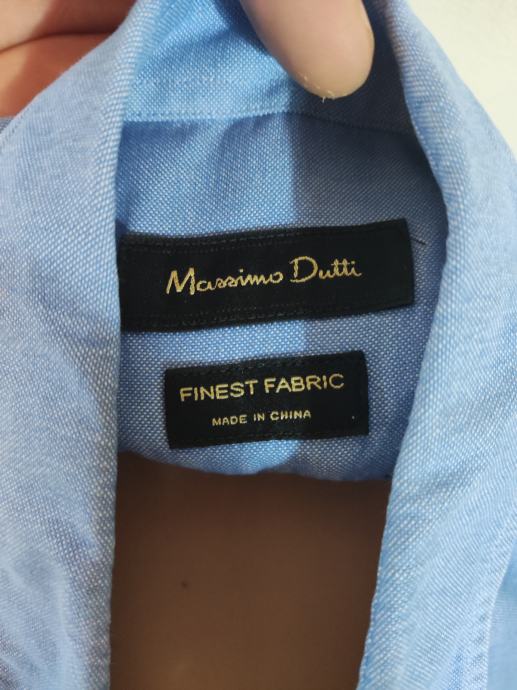 Massimo Dutti
FINEST FABRIC
MADE IN CHINA